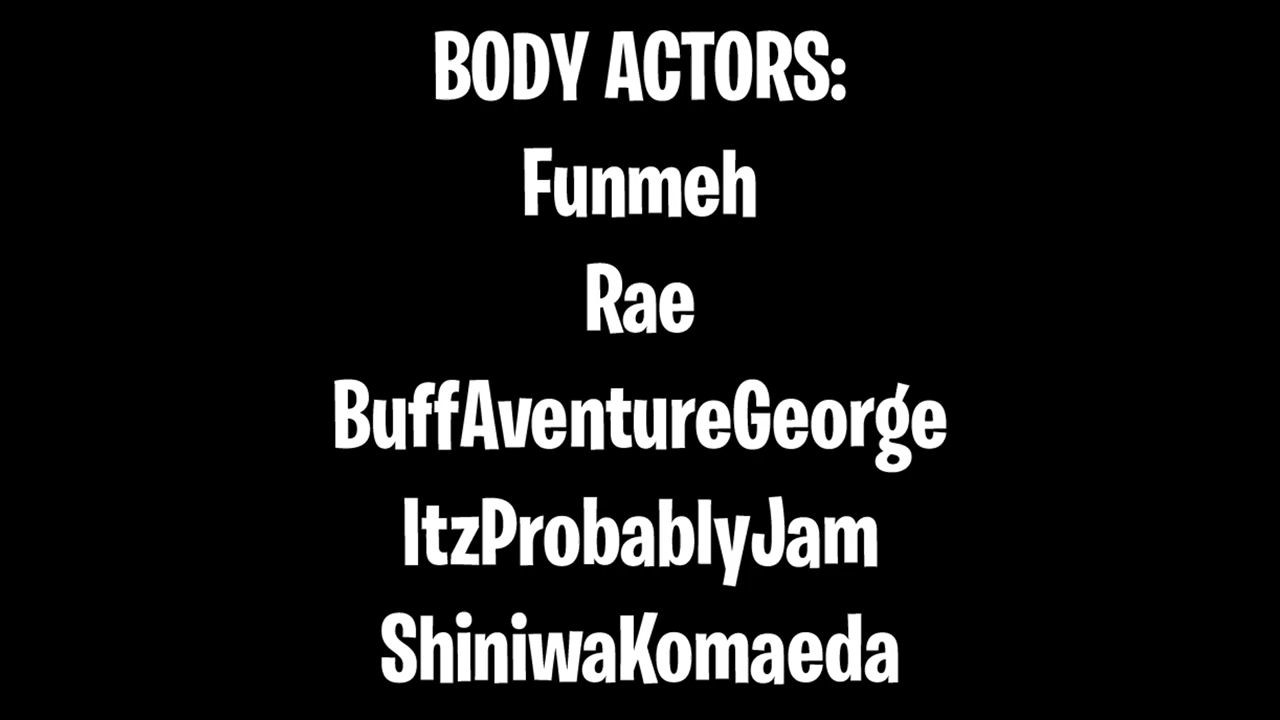 BODY ACTORS:
Funmeh
Rae
BuffAventureGeorge
ItzProbablyJam
ShiniwaKomaeda